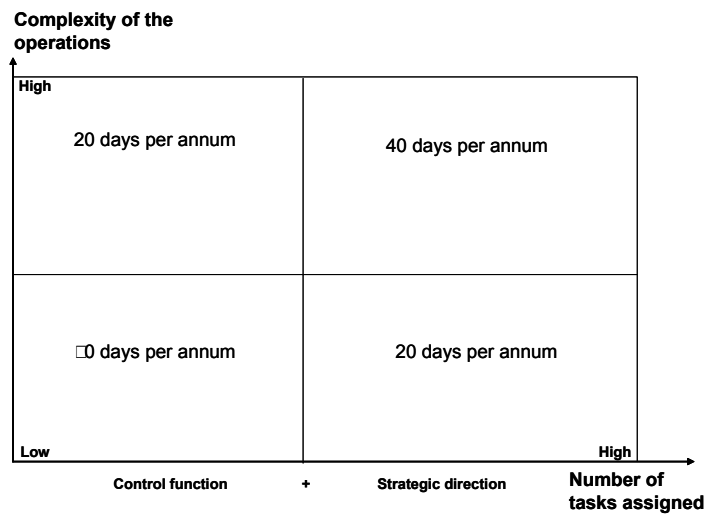 Complexity of the
operations
High
20 days per annum
40 days per annum
□0 days per annum
20 days per annum
Low
High
Control function + Strategic direction
Number of
tasks assigned